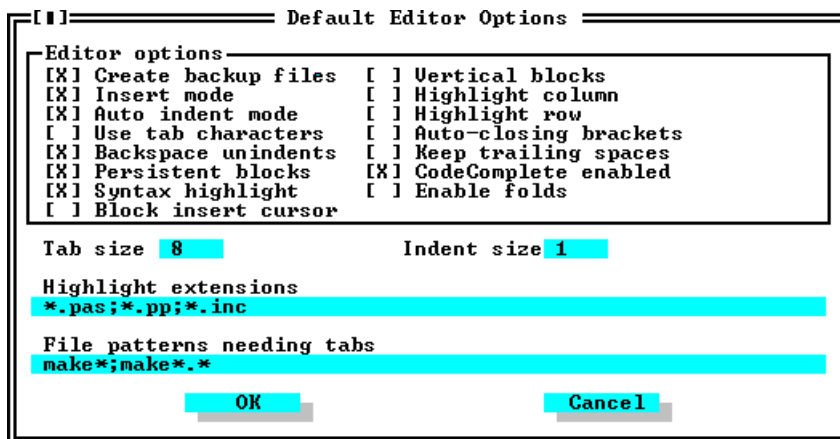 [▮] Default Editor Options
Editor options
[X] Create backup files [ ] Vertical blocks
[X] Insert mode [ ] Highlight column
[X] Auto indent mode [ ] Highlight row
[ ] Use tab characters [ ] Auto-closing brackets
[X] Backspace unindents [ ] Keep trailing spaces
[X] Persistent blocks [X] CodeComplete enabled
[X] Syntax highlight [ ] Enable folds
[ ] Block insert cursor
Tab size 8 Indent size 1
Highlight extensions
*.pas;*.pp;*.inc
File patterns needing tabs
make*;make*.*
OK Cancel